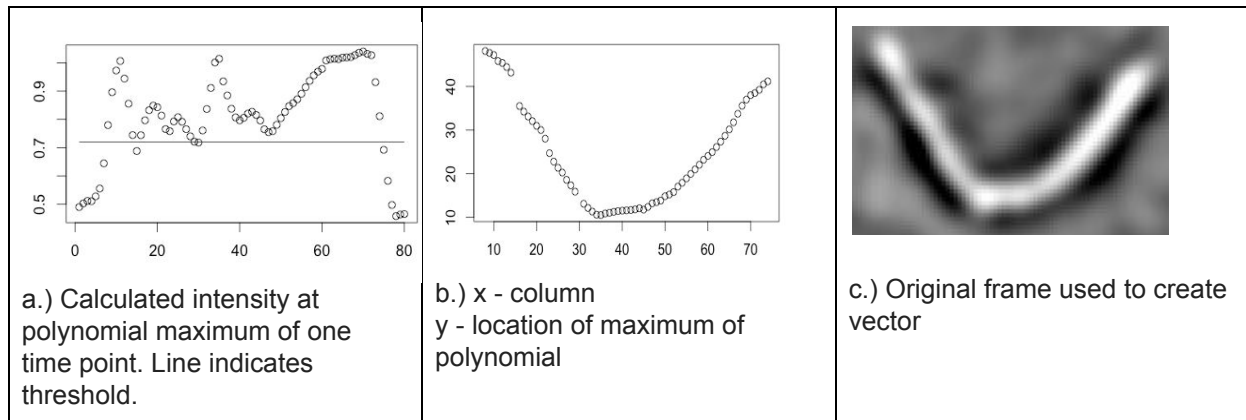 0.9
0.7
0.5
0 20 40 60 80
a.) Calculated intensity at
polynomial maximum of one
time point. Line indicates
threshold.
40
30
20
10
10 20 30 40 50 60 70
b.) x - column
y - location of maximum of
polynomial
c.) Original frame used to create
vector